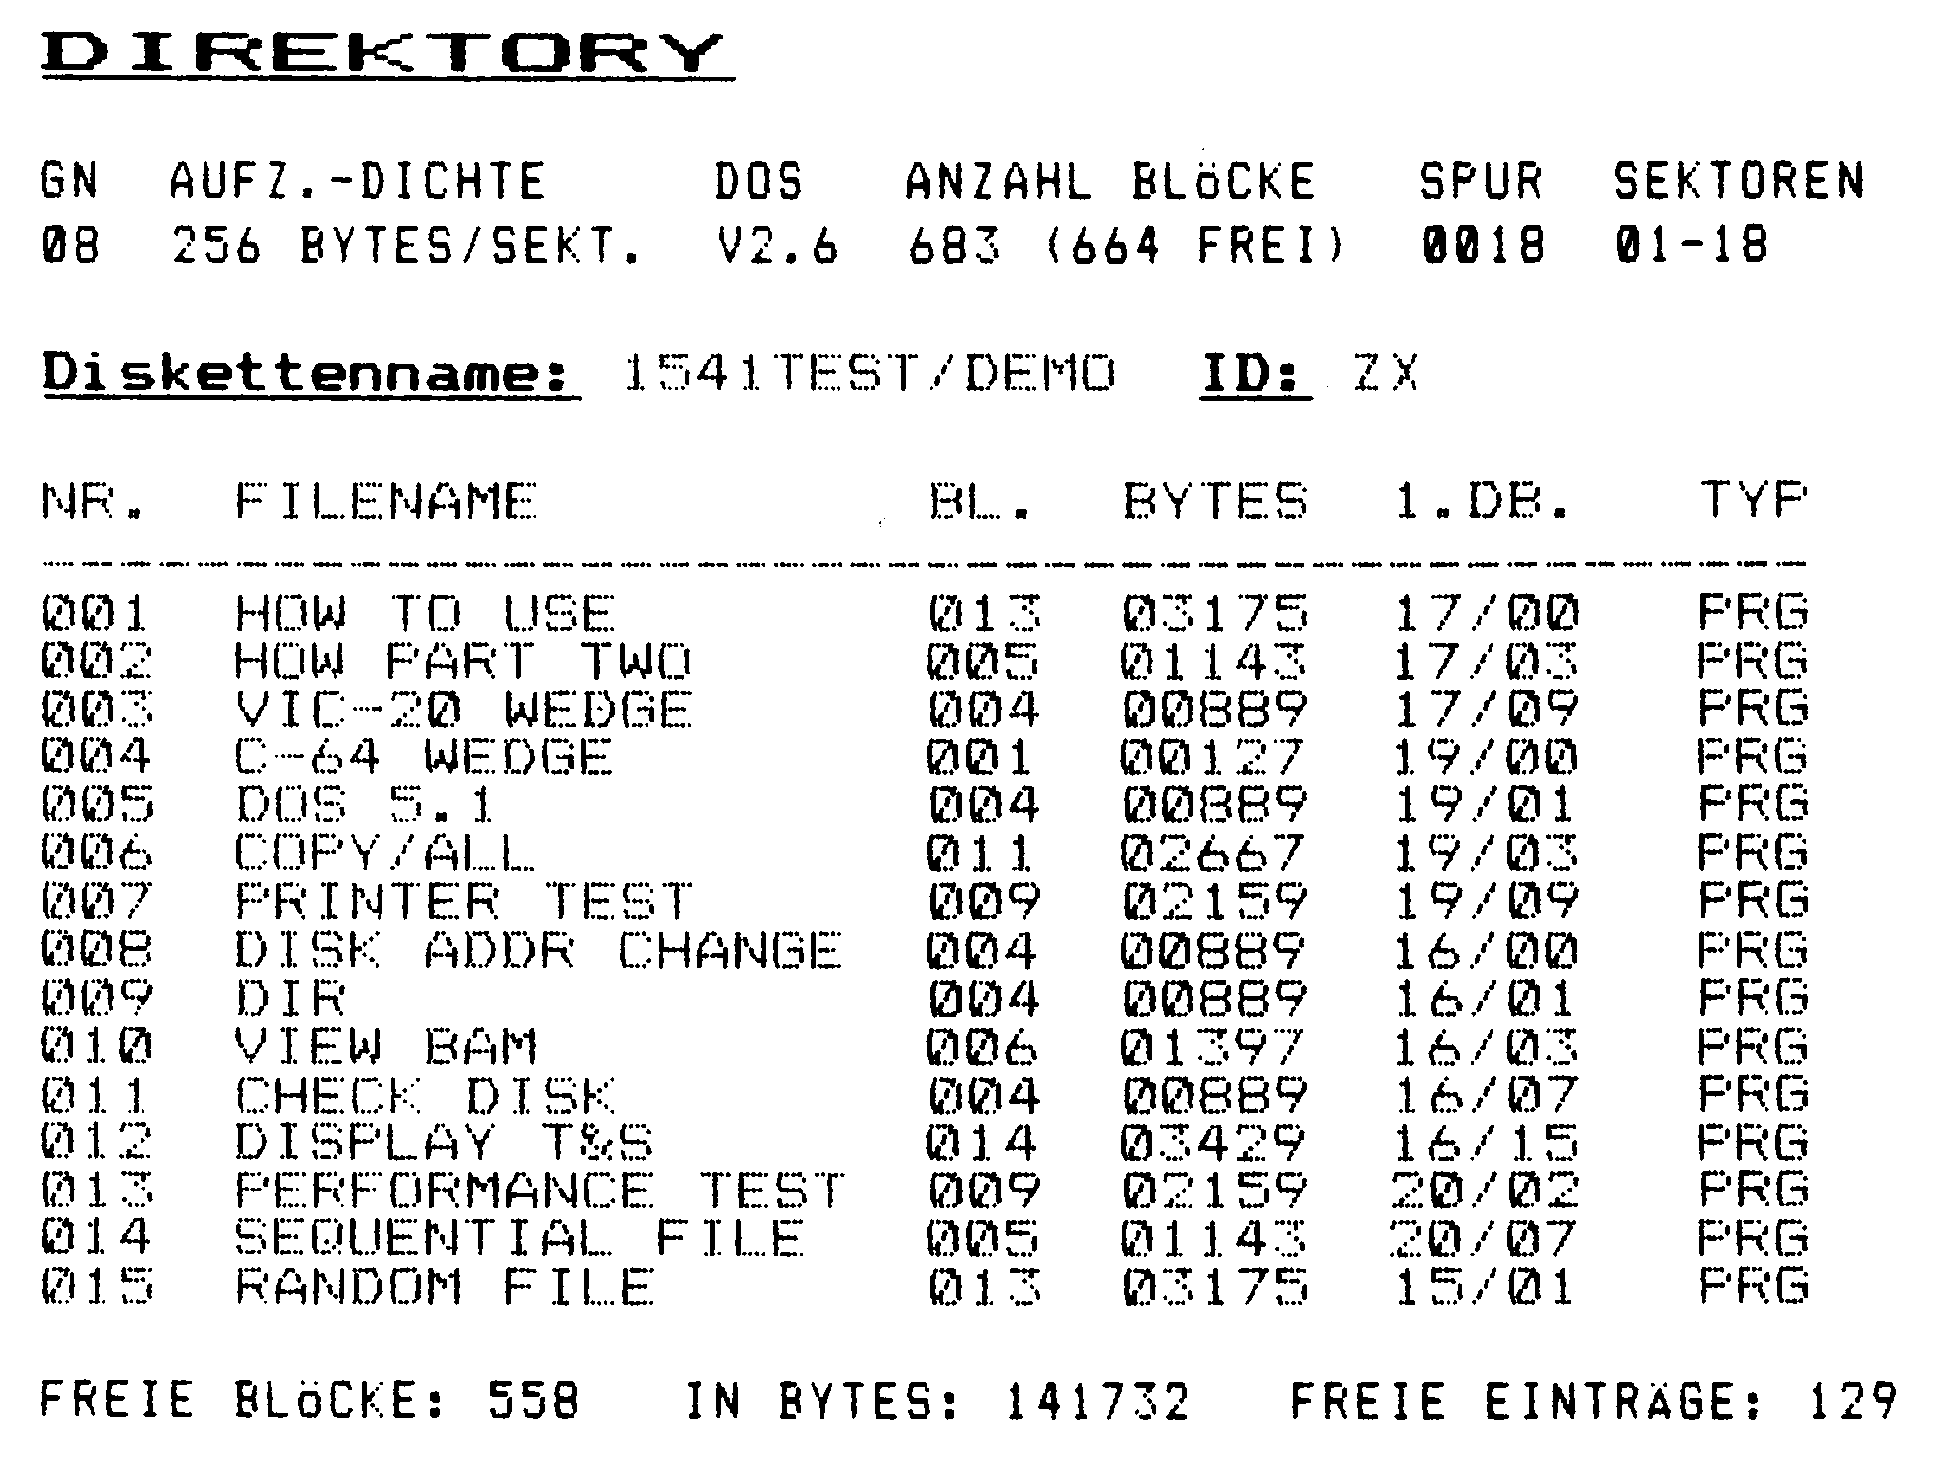 DIREKTORY
GN AUFZ.-DICHTE DOS ANZAHL BLöCKE SPUR SEKTOREN
08 256 BYTES/SEKT. V2.6 683 (664 FREI) 0018 01-18
Diskettenname: 1541TEST/DEMO ID: ZX
NR. FILENAME BL. BYTES 1.DB. TYP
----------------------------------------------
001 HOW TO USE 013 03175 17/00 PRG
002 HOW PART TWO 005 01143 17/03 PRG
003 VIC-20 WEDGE 004 00889 17/09 PRG
004 C-64 WEDGE 001 00127 19/00 PRG
005 DOS 5.1 004 00889 19/01 PRG
006 COPY/ALL 011 02667 19/03 PRG
007 PRINTER TEST 009 02159 19/09 PRG
008 DISK ADDR CHANGE 004 00889 16/00 PRG
009 DIR 004 00889 16/01 PRG
010 VIEW BAM 006 01397 16/03 PRG
011 CHECK DISK 004 00889 16/07 PRG
012 DISPLAY T&S 014 03429 16/15 PRG
013 PERFORMANCE TEST 009 02159 20/02 PRG
014 SEQUENTIAL FILE 005 01143 20/07 PRG
015 RANDOM FILE 013 03175 15/01 PRG
FREIE BLöCKE: 558 IN BYTES: 141732 FREIE EINTRÄGE: 129